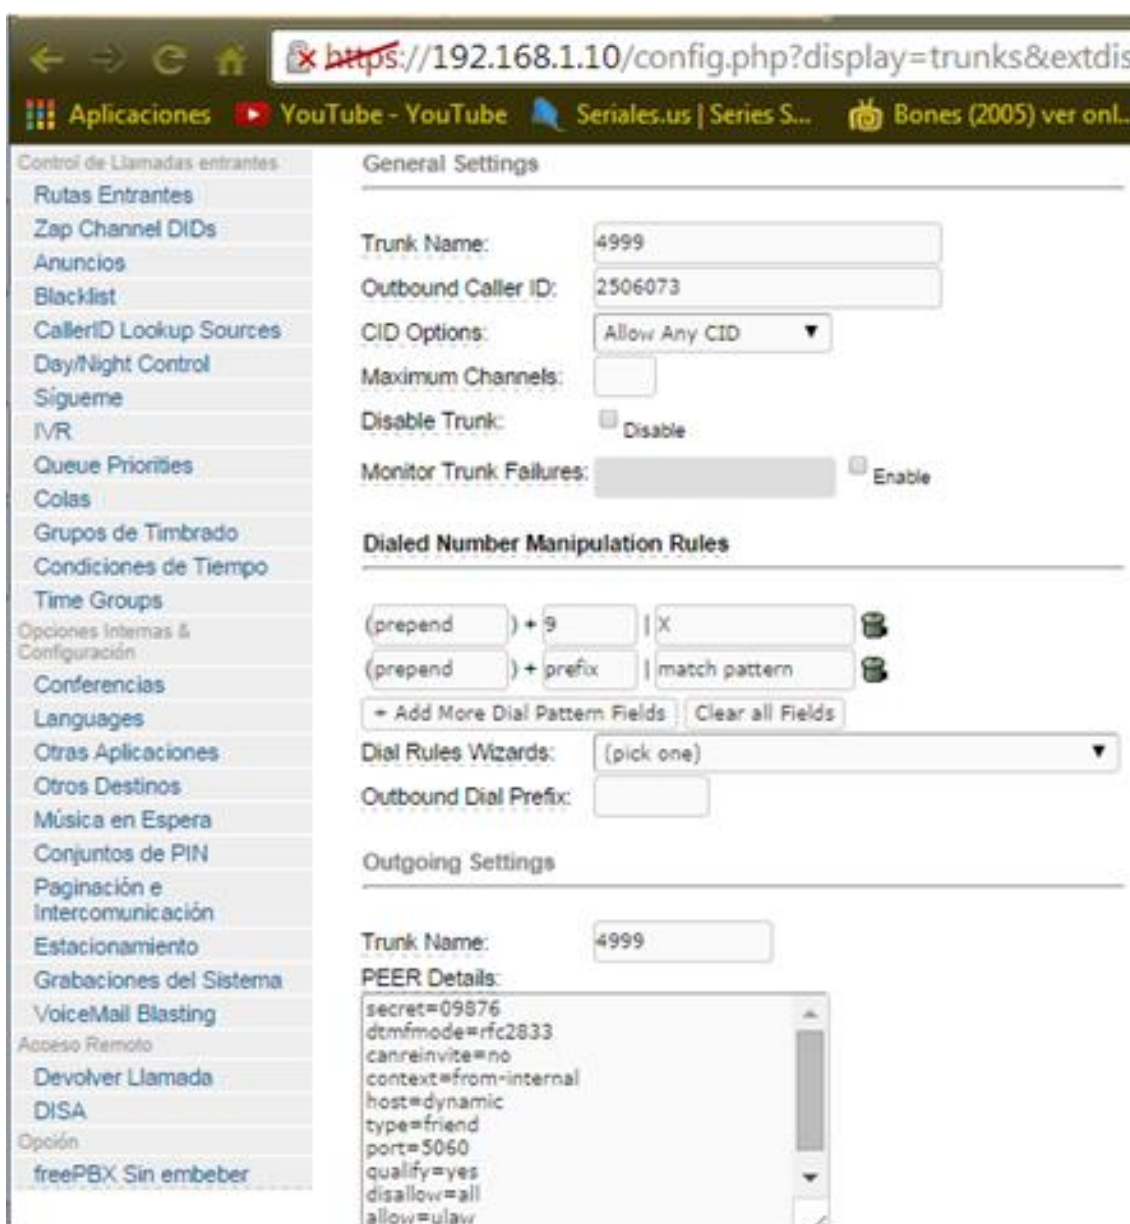 https://192.168.1.10/config.php?display=trunks&extdis
Aplicaciones YouTube - YouTube Seriales.us | Series S... Bones (2005) ver onl...
Control de Llamadas entrantes
Rutas Entrantes
Zap Channel DIDs
Anuncios
Blacklist
CallerID Lookup Sources
Day/Night Control
Sígueme
IVR
Queue Priorities
Colas
Grupos de Timbrado
Condiciones de Tiempo
Time Groups
Opciones Internas &
Configuración
Conferencias
Languages
Otras Aplicaciones
Otros Destinos
Música en Espera
Conjuntos de PIN
Paginación e
Intercomunicación
Estacionamiento
Grabaciones del Sistema
VoiceMail Blasting
Acceso Remoto
Devolver Llamada
DISA
Opción
freePBX Sin embeber
General Settings
Trunk Name: 4999
Outbound Caller ID: 2506073
CID Options: Allow Any CID
Maximum Channels:
Disable Trunk: Disable
Monitor Trunk Failures: Enable
Dialed Number Manipulation Rules
(prepend ) + 9 | X
(prepend ) + prefix | match pattern
+ Add More Dial Pattern Fields Clear all Fields
Dial Rules Wizards: (pick one)
Outbound Dial Prefix:
Outgoing Settings
Trunk Name: 4999
PEER Details:
secret=09876
dtmfmode=rfc2833
canreinvite=no
context=from-internal
host=dynamic
type=friend
port=5060
qualify=yes
disallow=all
allow=ulaw